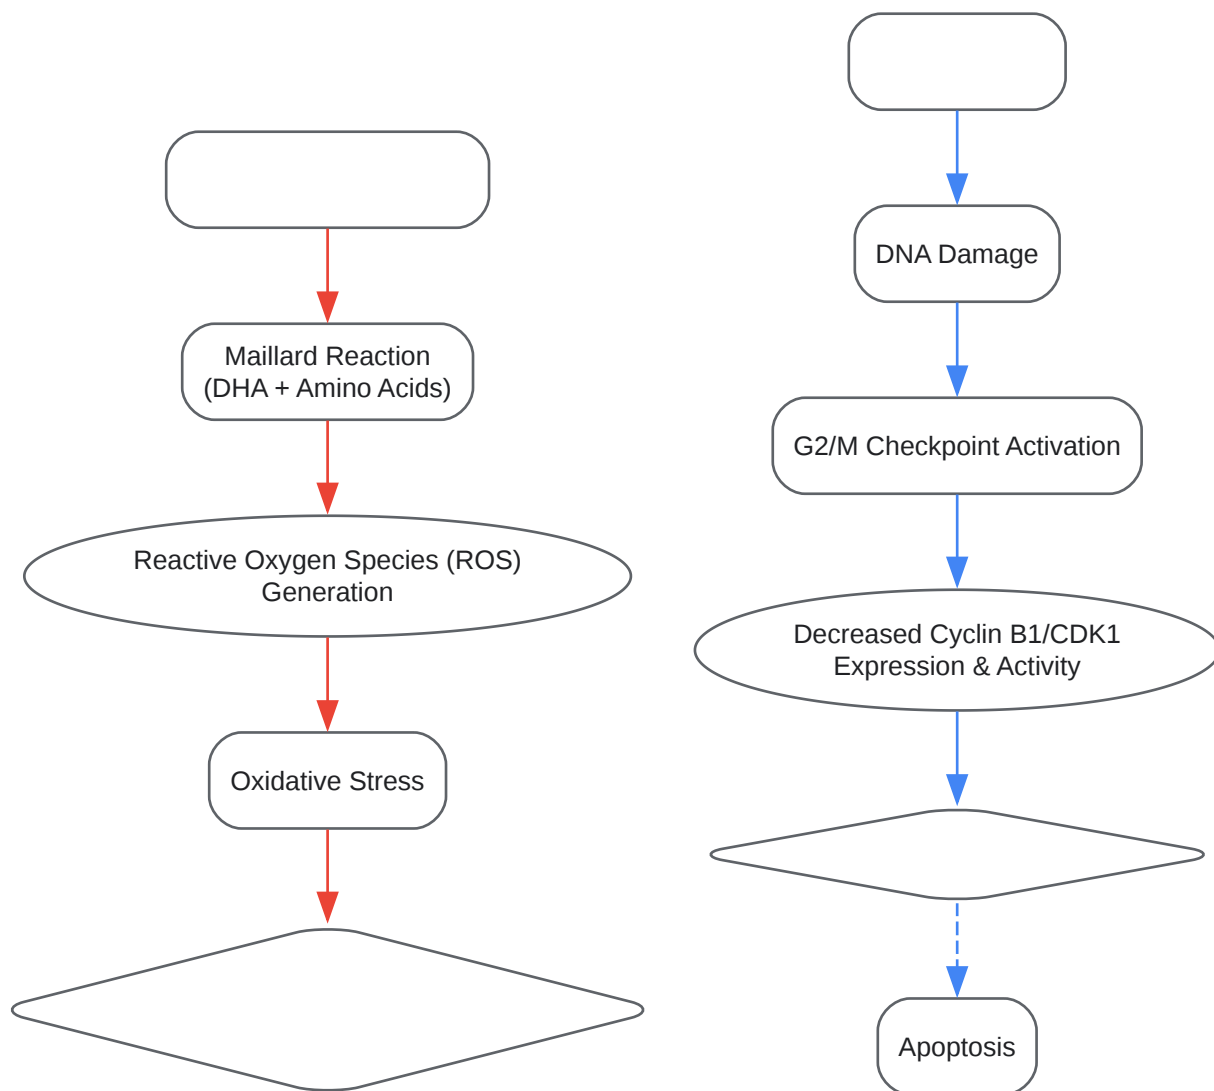 Maillard Reaction
(DHA + Amino Acids)
Reactive Oxygen Species (ROS)
Generation
Oxidative Stress
DNA Damage
G2/M Checkpoint Activation
Decreased Cyclin B1/CDK1
Expression & Activity
Apoptosis